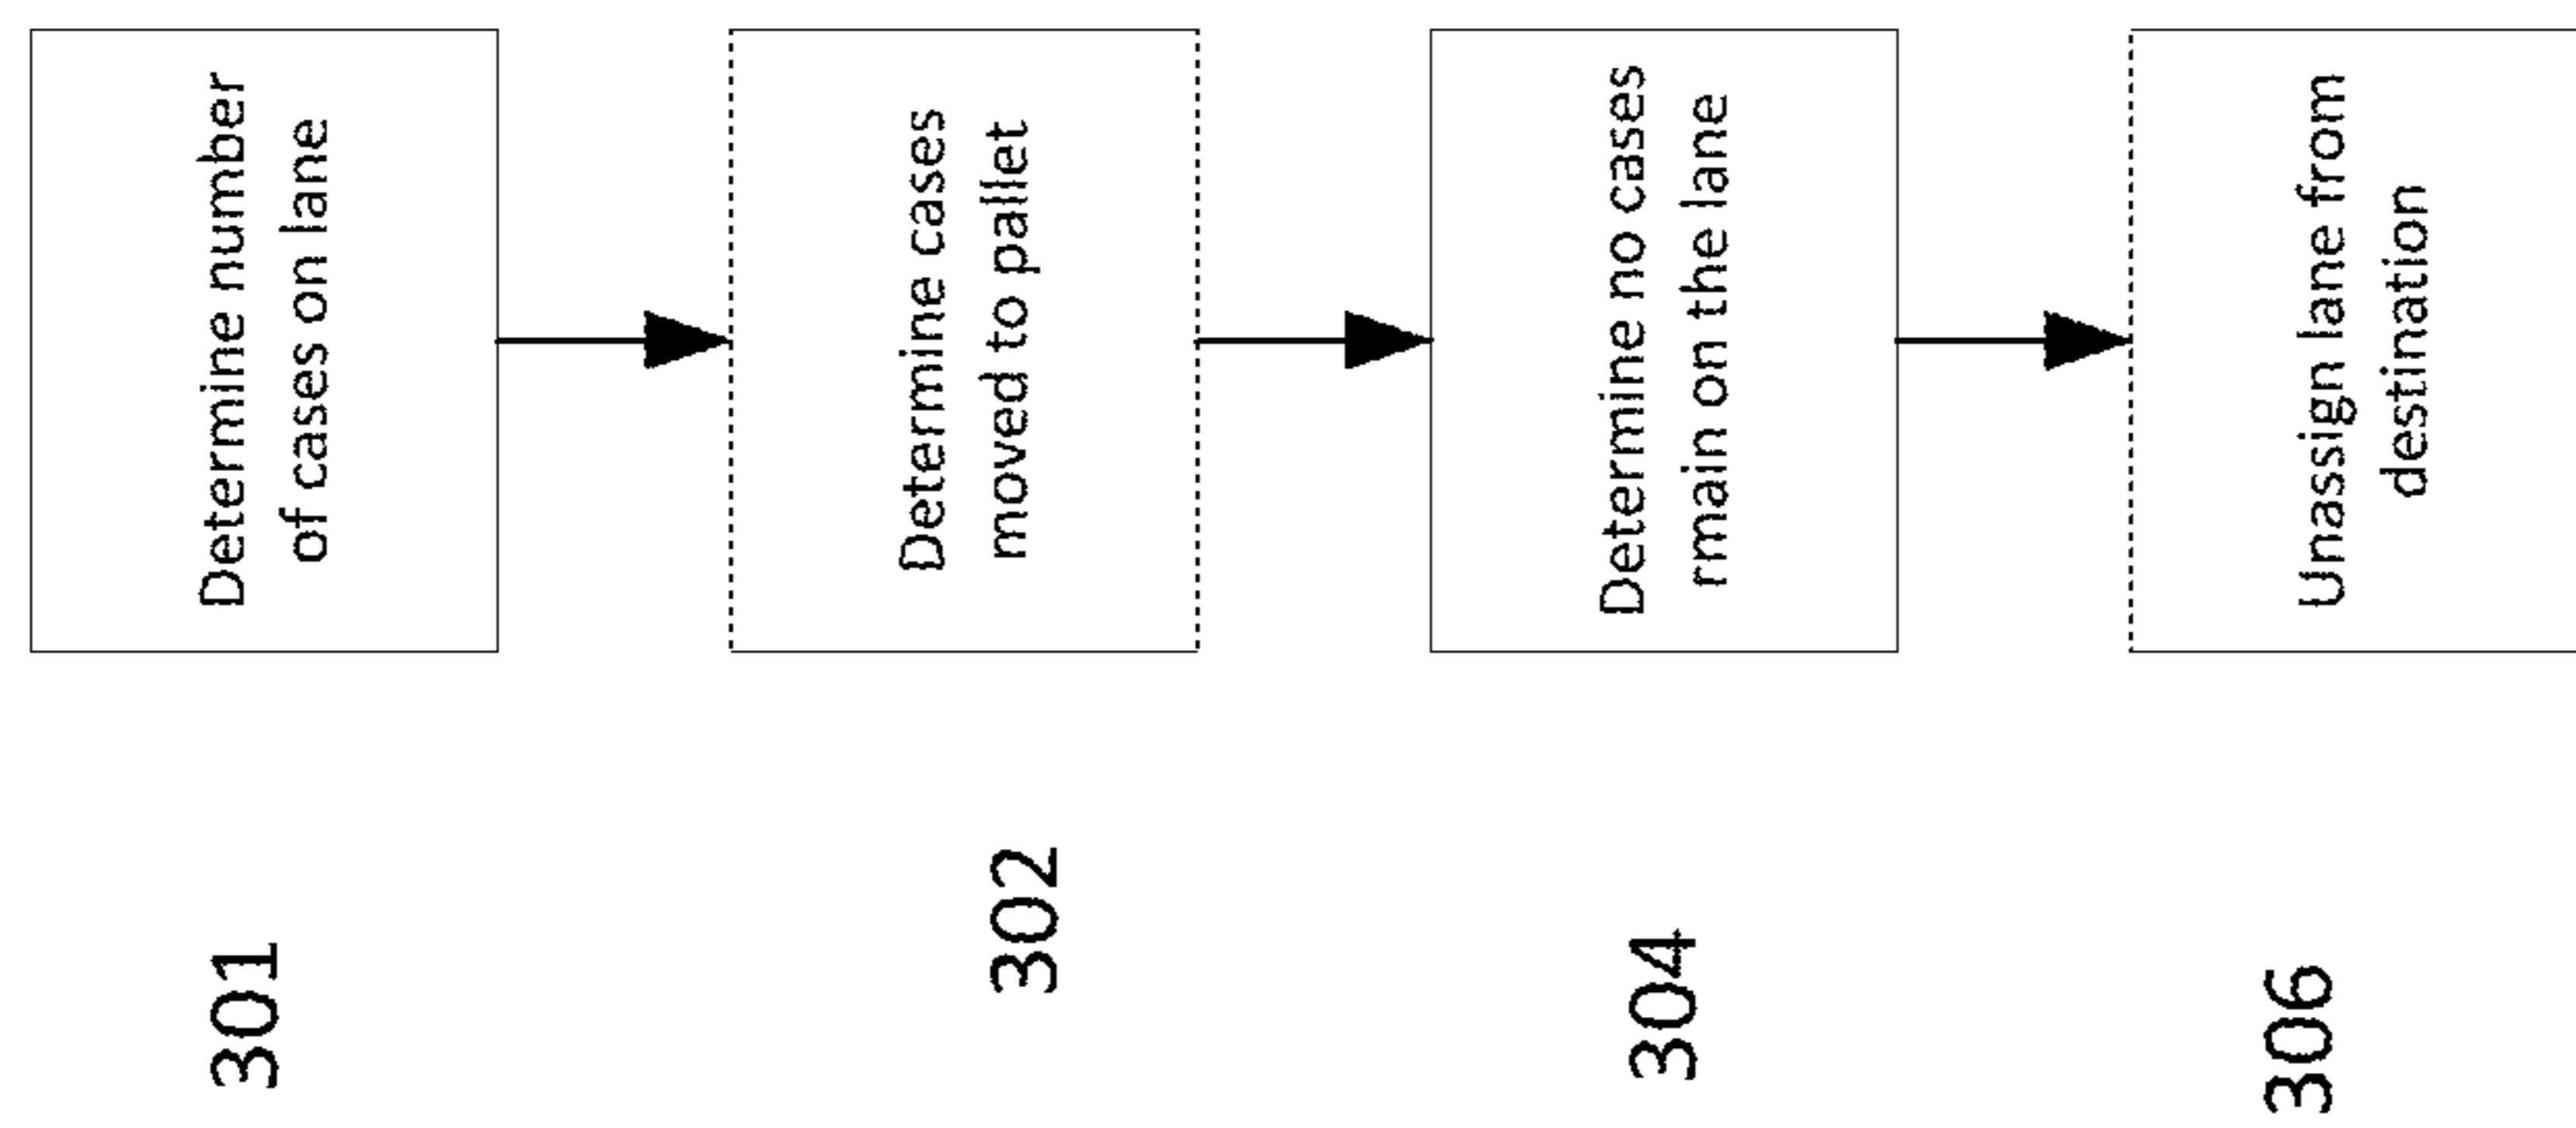 301
Determine number
of cases on lane
302
Determine cases
moved to pallet
304
Determine no cases
rmain on the lane
306
Unassign lane from
destination